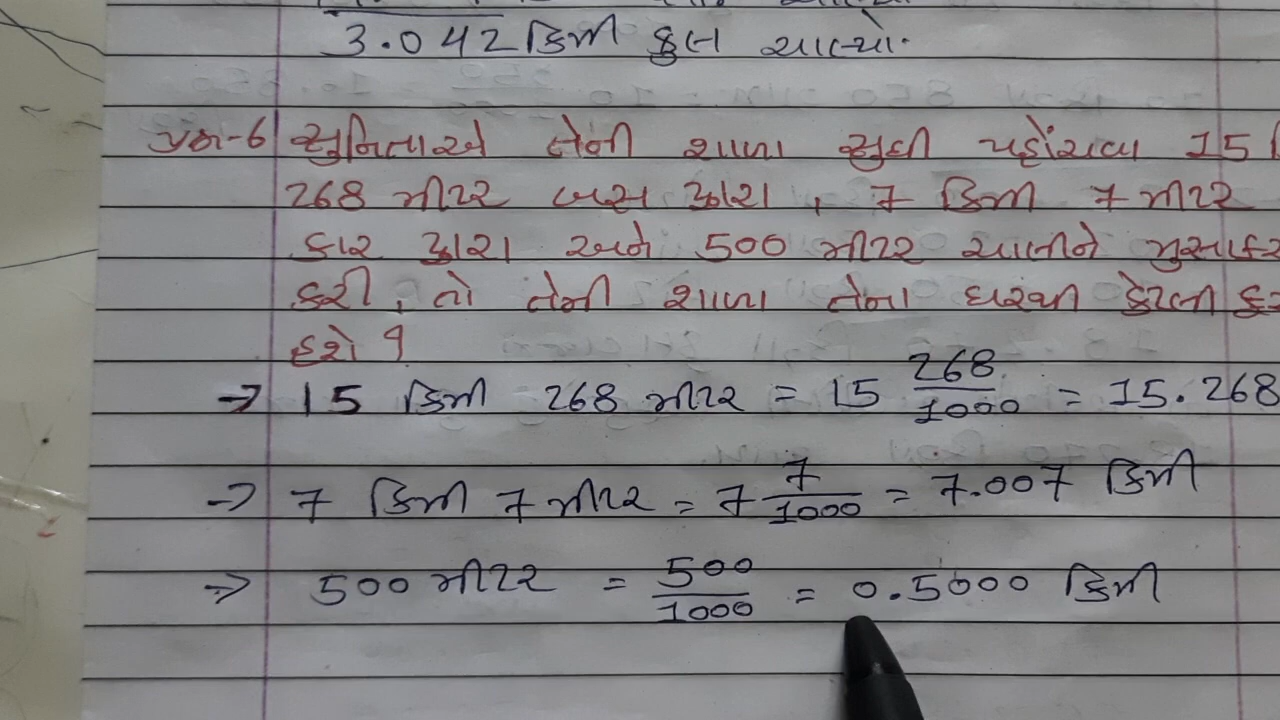 3.042 કિમી કુલ ચાલ્યો.
પ્રશ્ન-6 સુનિતાએ તેની શાળા સુધી પહોંચવા 15
268 મીટર બસ દ્વારા, 7 કિમી 7 મીટર
કાર દ્વારા અને 500 મીટર ચાલીને
કરી, તો તેની શાળા તેના ઘરથી કેટલી
હશે ?
→ 15 કિમી 268 મીટર = 15 268/1000 = 15.268
→ 7 કિમી 7 મીટર = 7 7/1000 = 7.007 કિમી
→ 500 મીટર = 500/1000 = 0.5000 કિમી